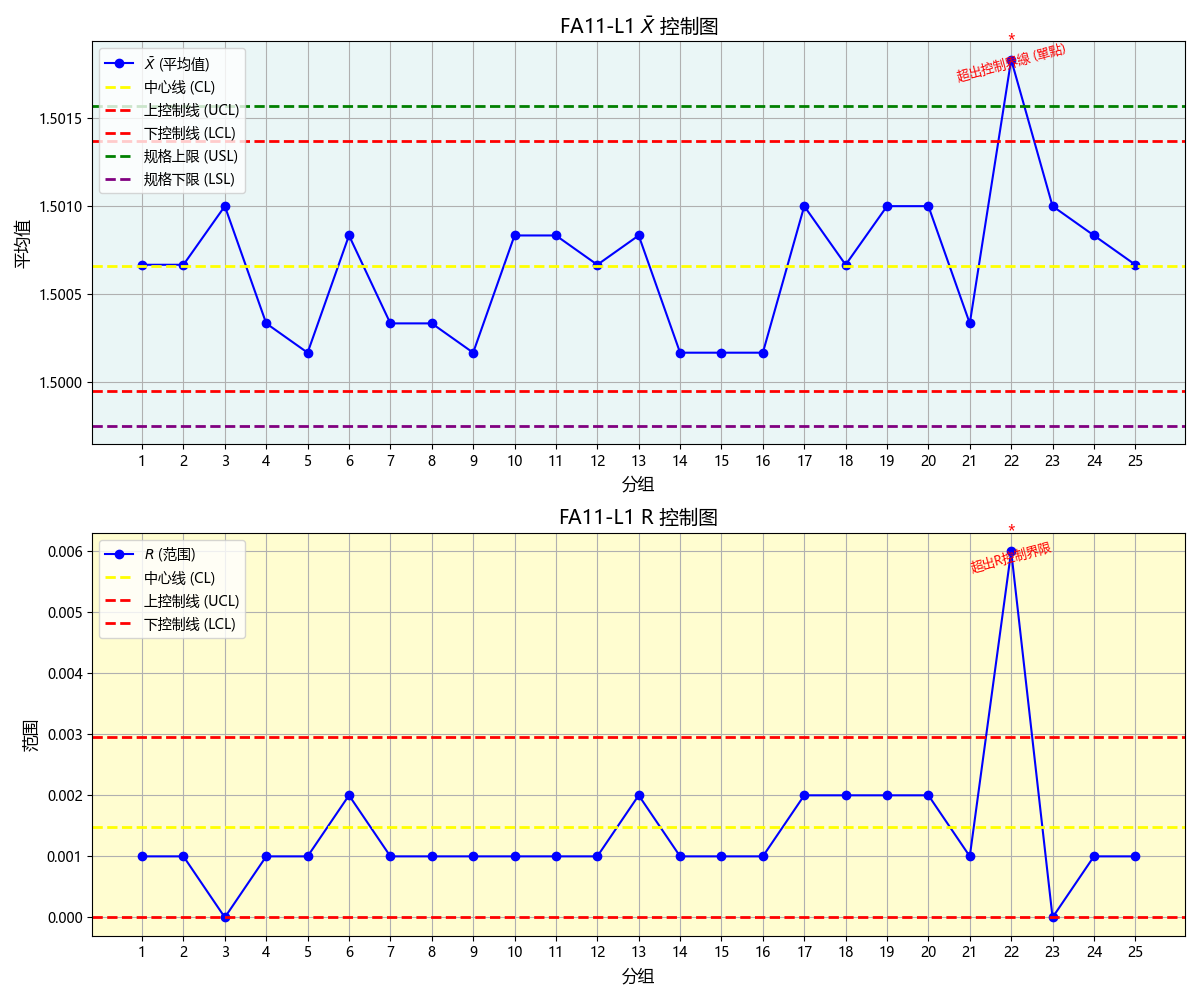 FA11-L1 X̄ 控制图
*
超出控制界線 (單點)
X̄ (平均值)
中心线 (CL)
上控制线 (UCL)
下控制线 (LCL)
规格上限 (USL)
规格下限 (LSL)
平均值
1.5015
1.5010
1.5005
1.5000
1 2 3 4 5 6 7 8 9 10 11 12 13 14 15 16 17 18 19 20 21 22 23 24 25
分组
FA11-L1 R 控制图
*
超出R控制界限
R (范围)
中心线 (CL)
上控制线 (UCL)
下控制线 (LCL)
范围
0.006
0.005
0.004
0.003
0.002
0.001
0.000
1 2 3 4 5 6 7 8 9 10 11 12 13 14 15 16 17 18 19 20 21 22 23 24 25
分组